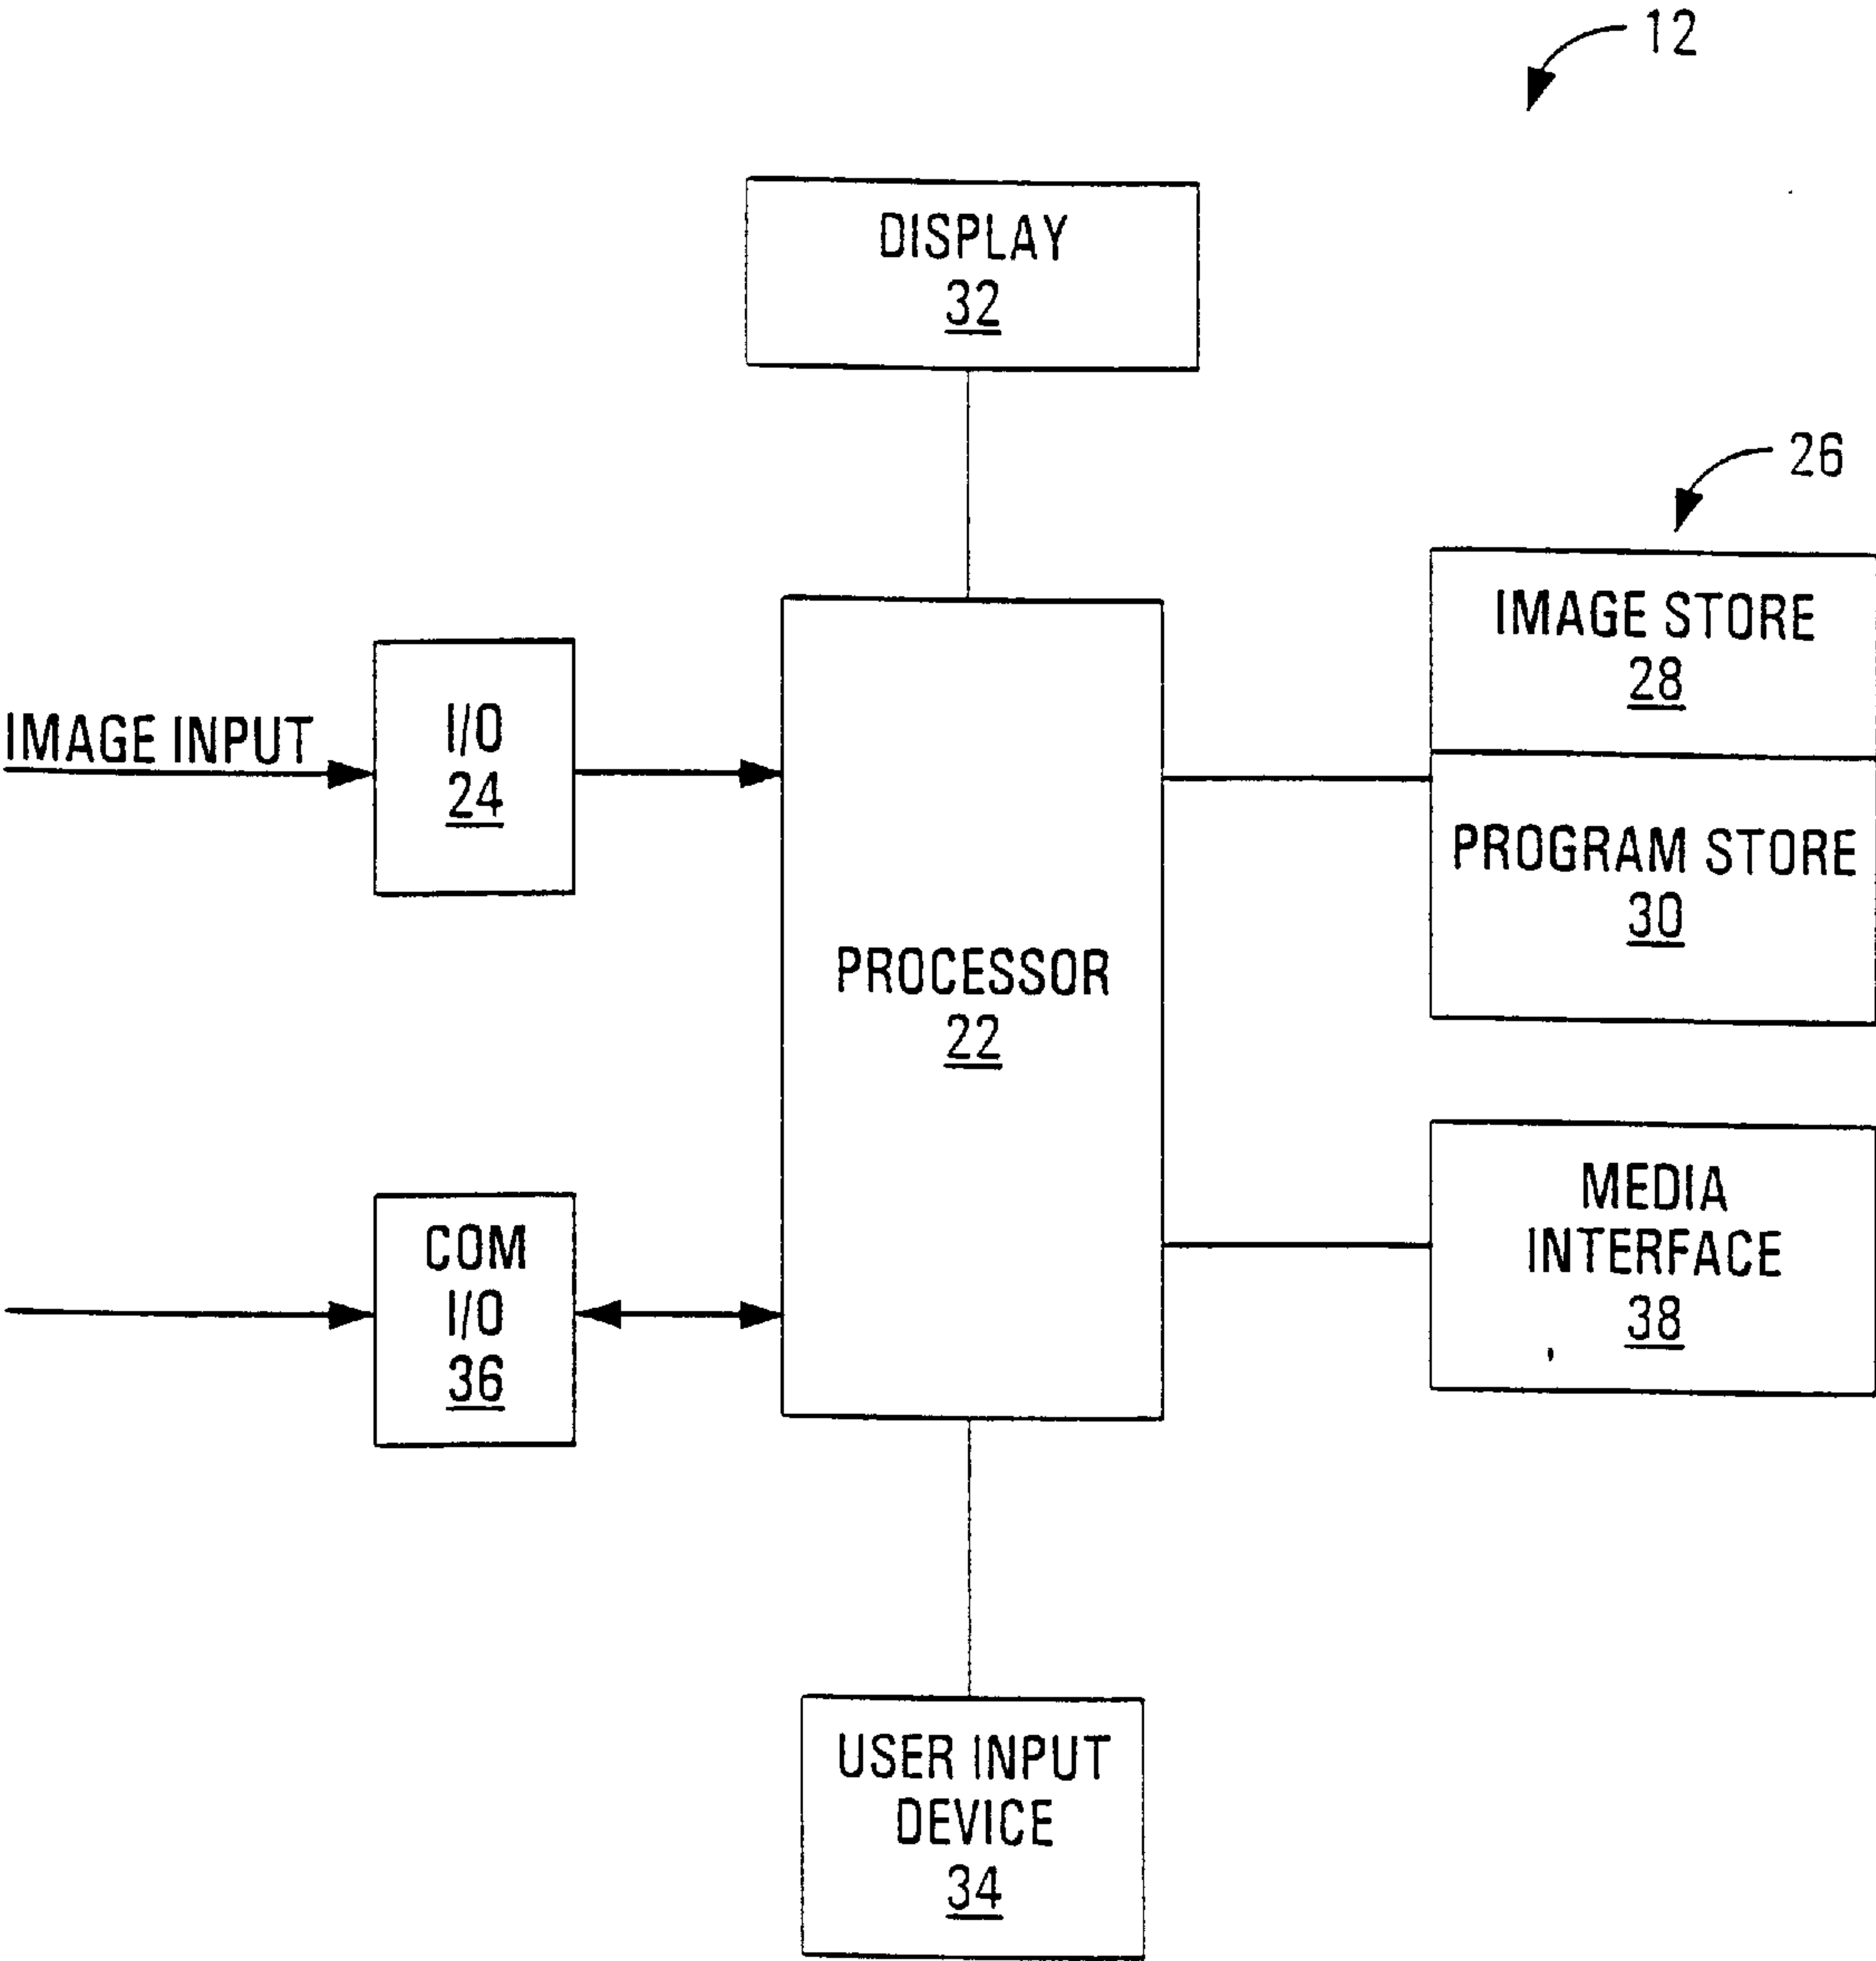 12
DISPLAY
32
26
IMAGE STORE
28
IMAGE INPUT
I/O
24
PROGRAM STORE
30
PROCESSOR
22
MEDIA
INTERFACE
38
COM
I/O
36
USER INPUT
DEVICE
34